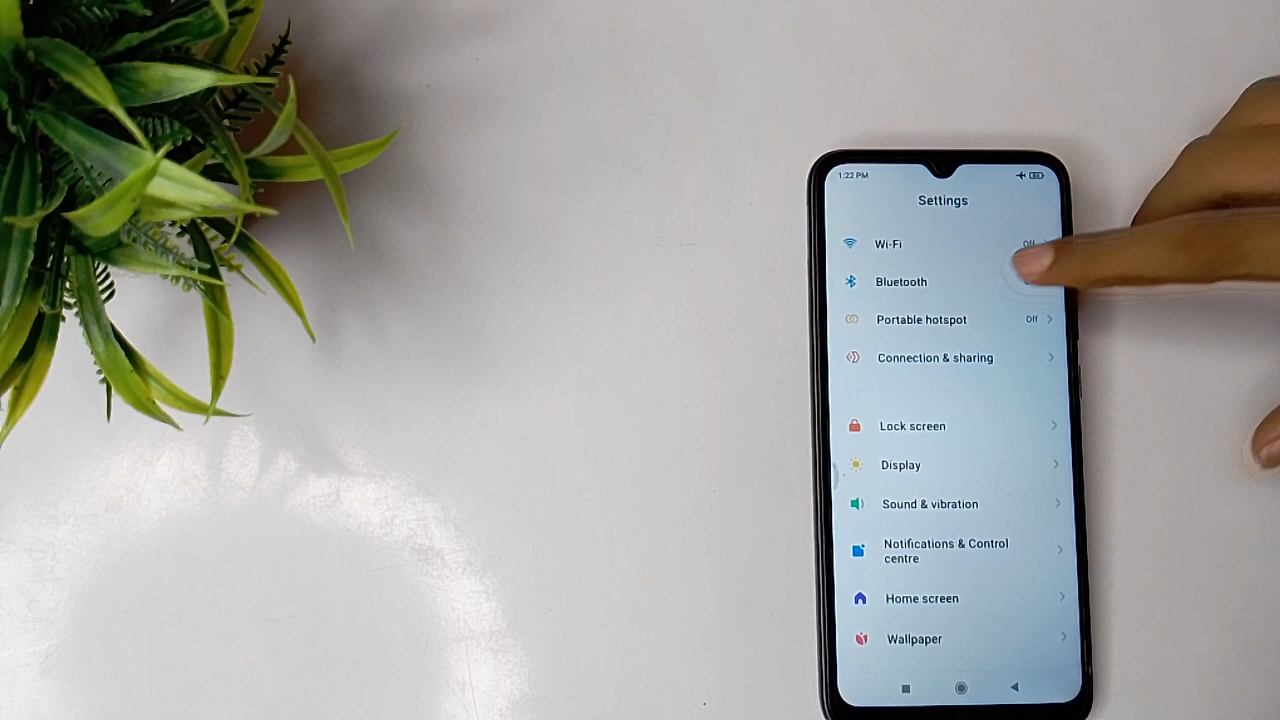 1:22 PM
Settings
Wi-Fi
Off
Bluetooth
Portable hotspot
Off
Connection & sharing
Lock screen
Display
Sound & vibration
Notifications & Control
centre
Home screen
Wallpaper